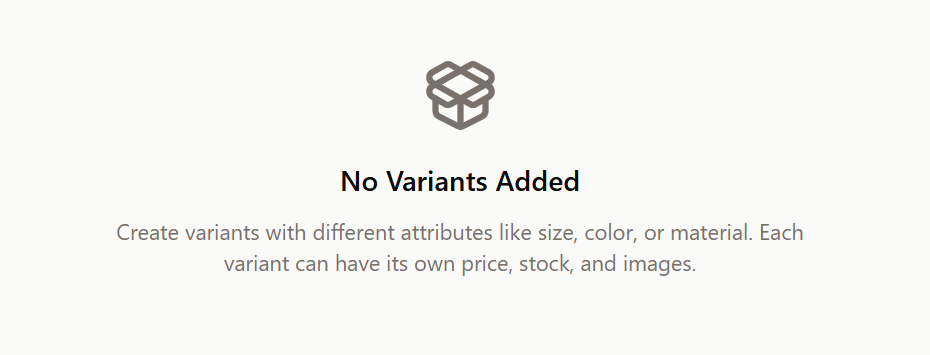 No Variants Added
Create variants with different attributes like size, color, or material. Each
variant can have its own price, stock, and images.